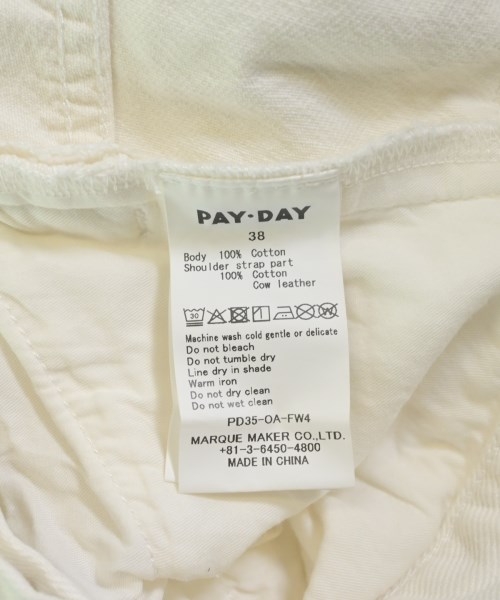 PAY·DAY
38
Body 100% Cotton
Shoulder strap part
100% Cotton
Cow leather
30
Machine wash cold gentle or delicate
Do not bleach
Do not tumble dry
Line dry in shade
Warm iron
Do not dry clean
Do not wet clean
PD35-OA-FW4
MARQUE MAKER CO.,LTD.
+81-3-6450-4800
MADE IN CHINA